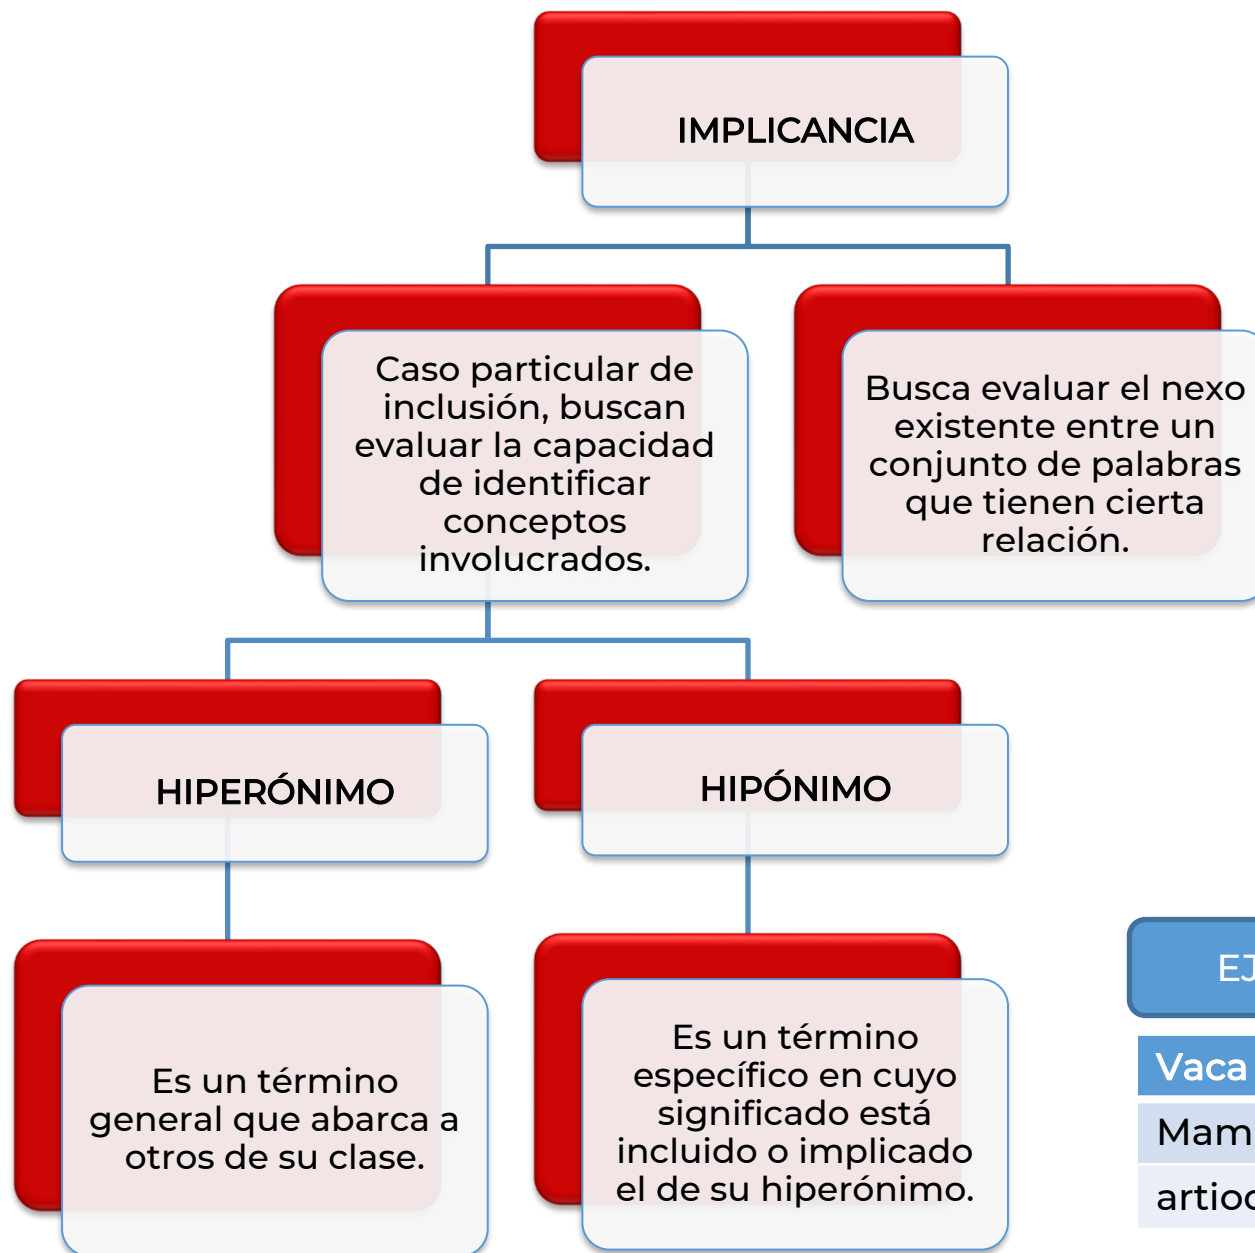 IMPLICANCIA
Caso particular de
inclusión, buscan
evaluar la capacidad
de identificar
conceptos
involucrados.
Busca evaluar el nexo
existente entre un
conjunto de palabras
que tienen cierta
relación.
HIPERÓNIMO
HIPÓNIMO
Es un término
general que abarca a
otros de su clase.
Es un término
específico en cuyo
significado está
incluido o implicado
el de su hiperónimo.
Vaca